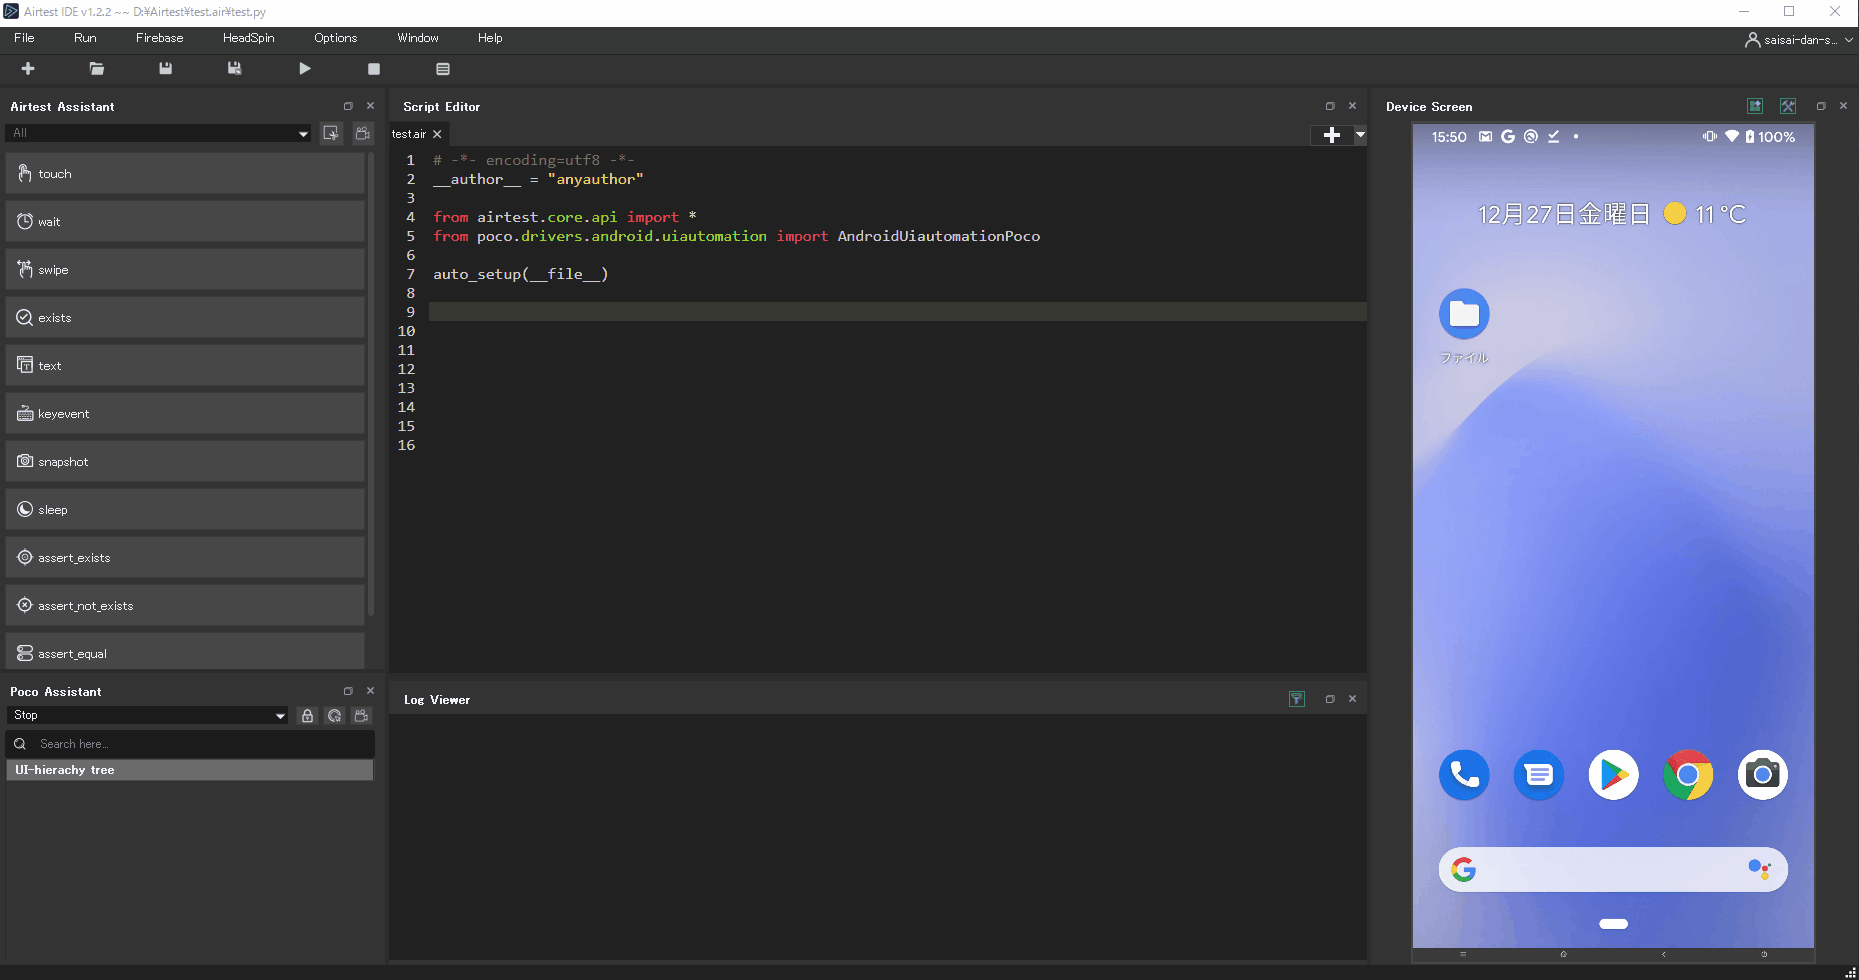 Airtest IDE v1.2.2 ~~ D:¥Airtest¥test.air¥test.py
File Run Firebase HeadSpin Options Window Help
saisai-dan-s...
Airtest Assistant
All
touch
wait
swipe
exists
text
keyevent
snapshot
sleep
assert_exists
assert_not_exists
assert_equal
Poco Assistant
Stop
Search here...
UI-hierachy tree
Script Editor
test.air
1 # -*- encoding=utf8 -*-
2 __author__ = "anyauthor"
3
4 from airtest.core.api import *
5 from poco.drivers.android.uiautomation import AndroidUiautomationPoco
6
7 auto_setup(__file__)
8
9
10
11
12
13
14
15
16
Log Viewer
Device Screen
15:50 100%
12月27日金曜日 11 °C
ファイル